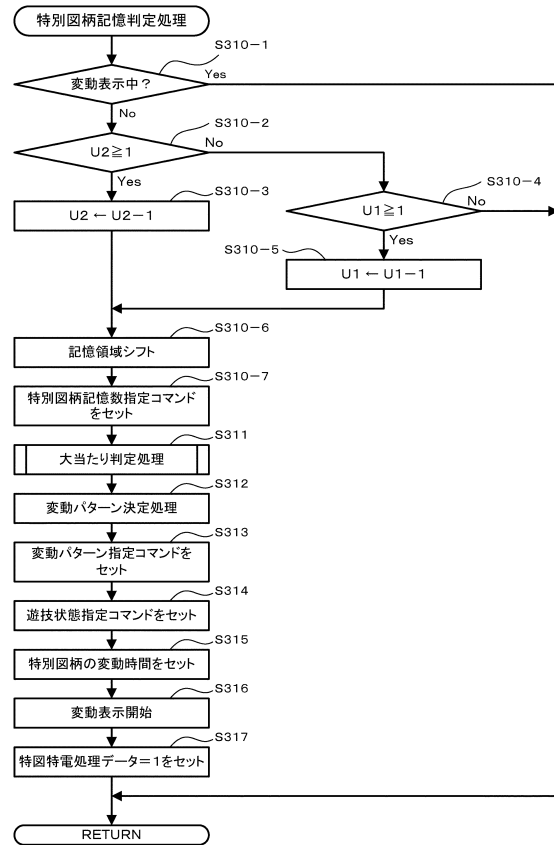 特別図柄記憶判定処理
S310-1
変動表示中?
Yes
No
S310-2
U2≧1
No
Yes
S310-3
U2 ← U2-1
S310-4
U1≧1
No
Yes
S310-5
U1 ← U1-1
S310-6
記憶領域シフト
S310-7
特別図柄記憶数指定コマンド
をセット
S311
大当たり判定処理
S312
変動パターン決定処理
S313
変動パターン指定コマンドを
セット
S314
遊技状態指定コマンドをセット
S315
特別図柄の変動時間をセット
S316
変動表示開始
S317
特図特電処理データ=1をセット
RETURN